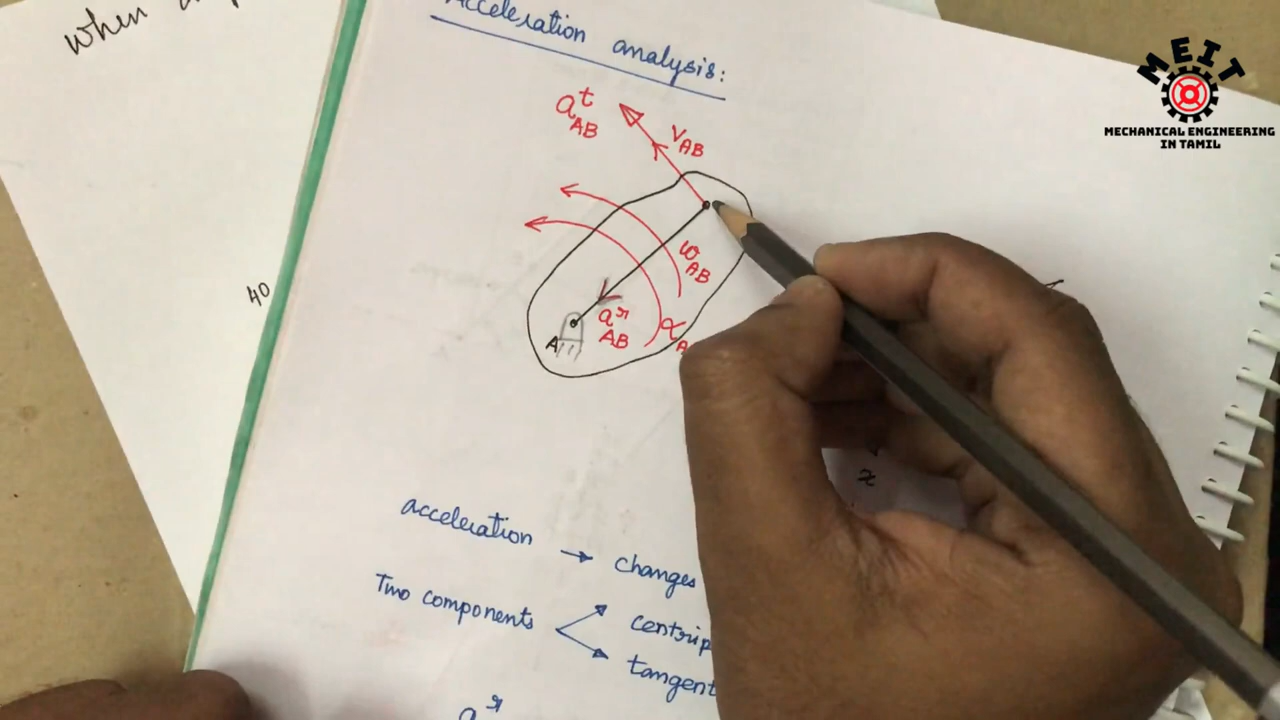 when
Acceleration analysis:
a^t_AB
V_AB
ω_AB
a^r_AB
α_A
A
40
x
acceleration → changes
Two components
centrip
tangent
a^r
MEIT
MECHANICAL ENGINEERING
IN TAMIL